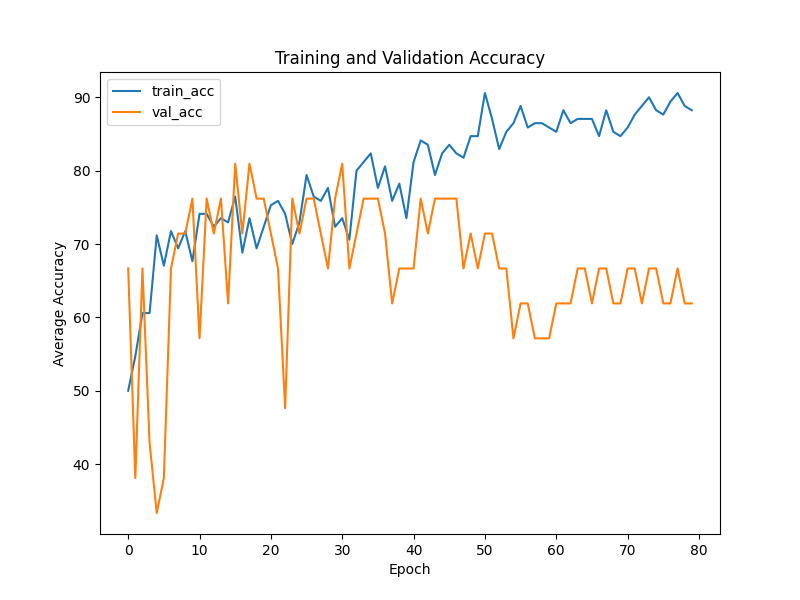 Training and Validation Accuracy
train_acc
val_acc
90
80
70
60
50
40
Average Accuracy
0 10 20 30 40 50 60 70 80
Epoch